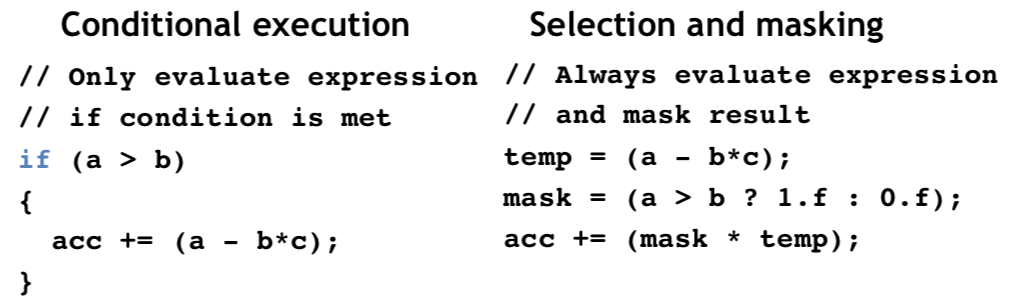 Conditional execution
// Only evaluate expression
// if condition is met
if (a > b)
{
  acc += (a - b*c);
}
Selection and masking
// Always evaluate expression
// and mask result
temp = (a - b*c);
mask = (a > b ? 1.f : 0.f);
acc += (mask * temp);